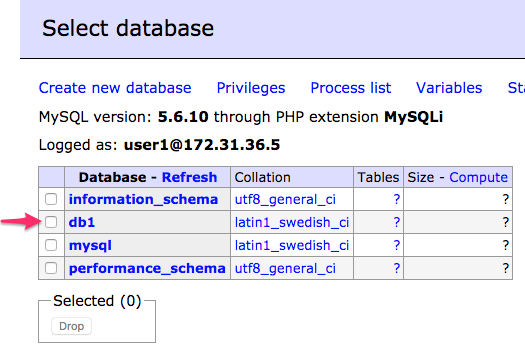 Select database
Create new database Privileges Process list Variables
MySQL version: 5.6.10 through PHP extension MySQLi
Logged as: user1@172.31.36.5
Database - Refresh Collation Tables Size - Compute
information_schema utf8_general_ci ? ?
db1 latin1_swedish_ci ? ?
mysql latin1_swedish_ci ? ?
performance_schema utf8_general_ci ? ?
Selected (0)
Drop